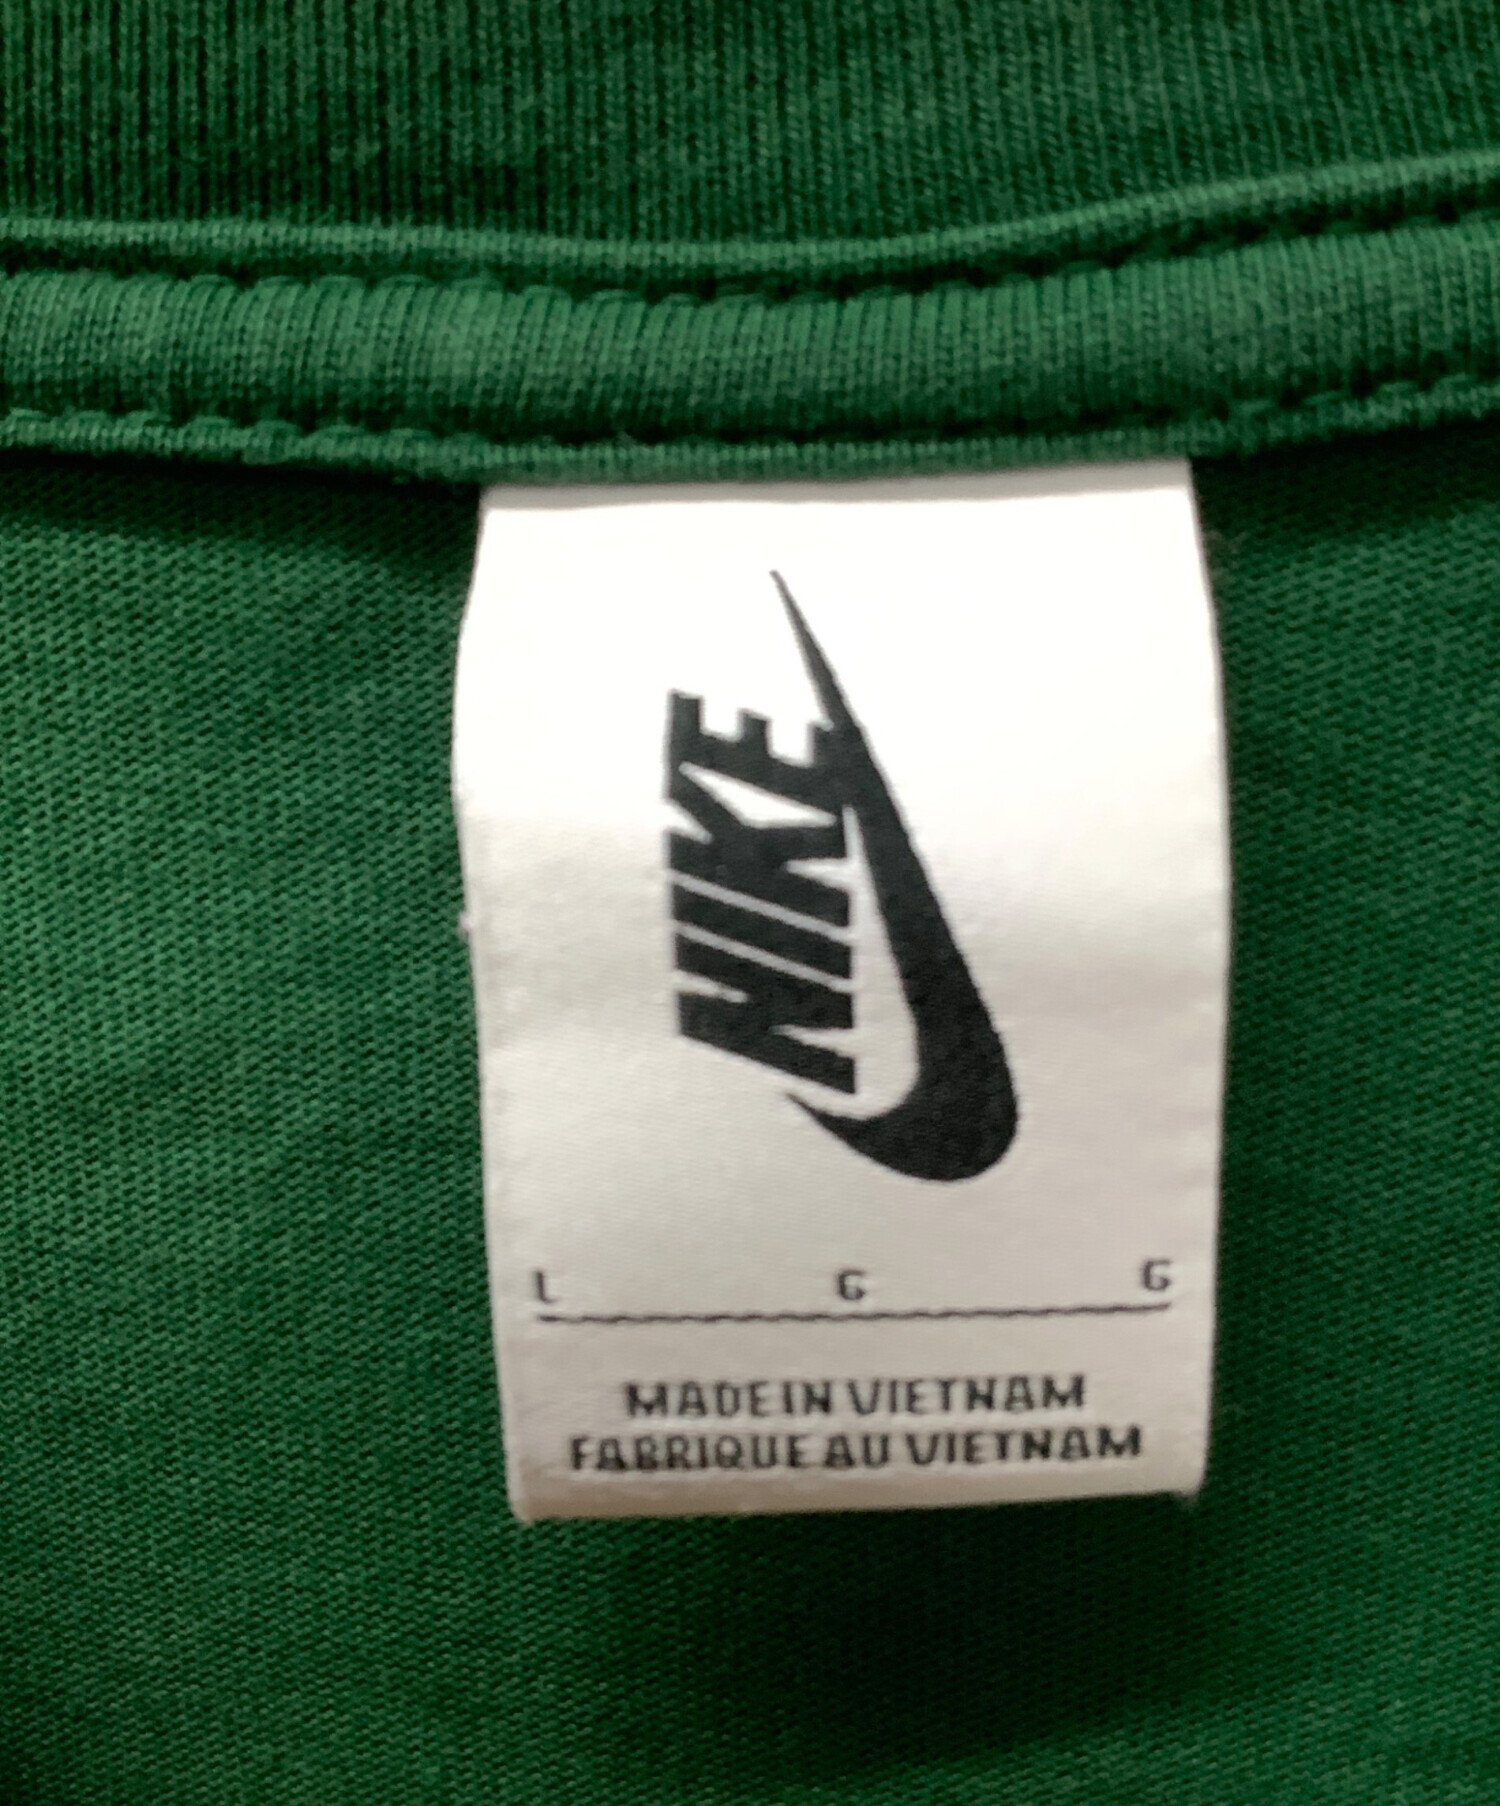 NIKE
L G G
MADE IN VIETNAM
FABRIQUE AU VIETNAM